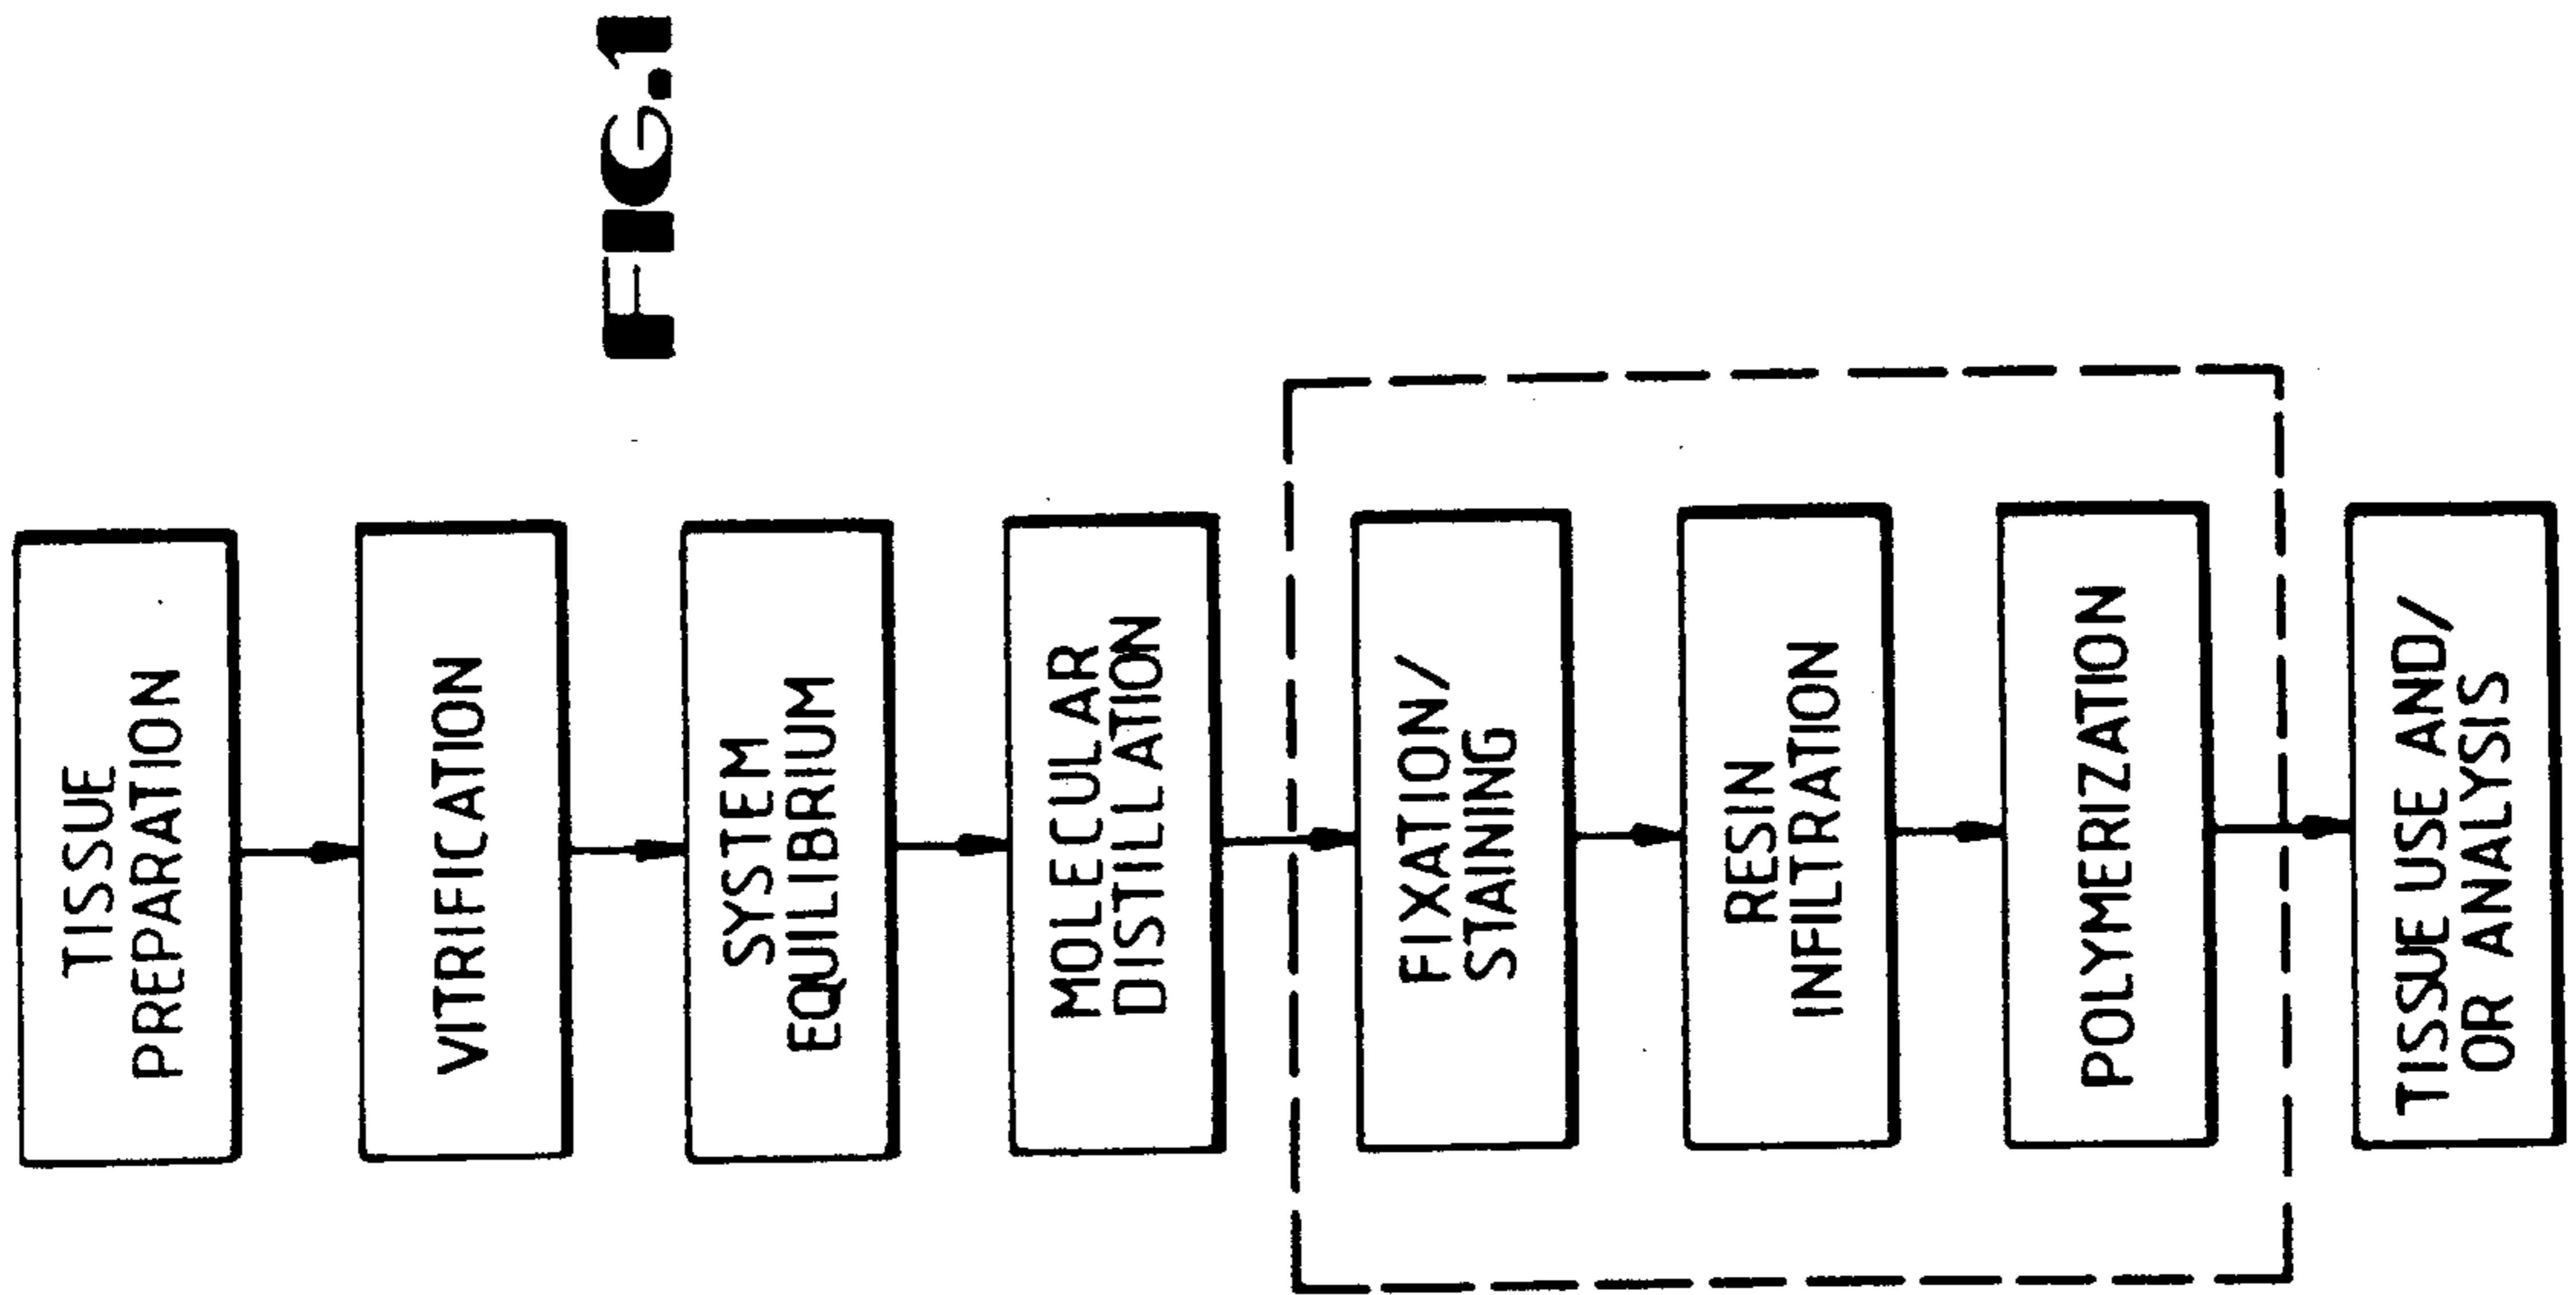 TISSUE
PREPARATION
VITRIFICATION
SYSTEM
EQUILIBRIUM
MOLECULAR
DISTILLATION
FIXATION/
STAINING
RESIN
INFILTRATION
POLYMERIZATION
TISSUE USE AND/
OR ANALYSIS
FIG.1